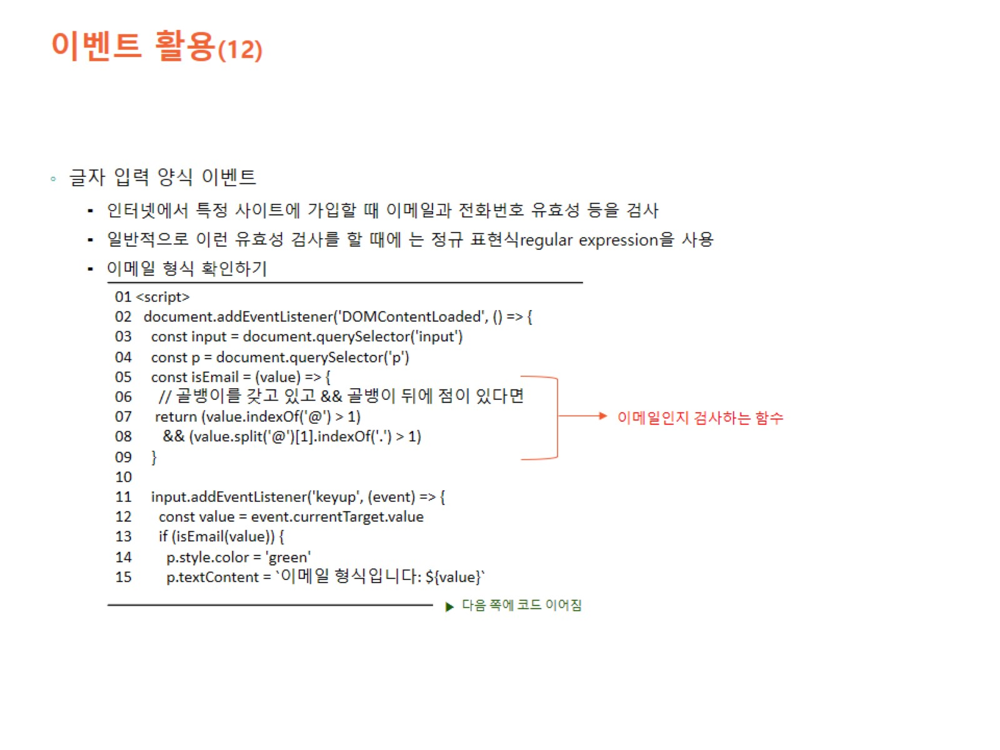 이벤트 활용(12)
◦ 글자 입력 양식 이벤트
▪ 인터넷에서 특정 사이트에 가입할 때 이메일과 전화번호 유효성 등을 검사
▪ 일반적으로 이런 유효성 검사를 할 때에 는 정규 표현식regular expression을 사용
▪ 이메일 형식 확인하기
01 <script>
02 document.addEventListener('DOMContentLoaded', () => {
03 const input = document.querySelector('input')
04 const p = document.querySelector('p')
05 const isEmail = (value) => {
06 // 골뱅이를 갖고 있고 && 골뱅이 뒤에 점이 있다면
07 return (value.indexOf('@') > 1)
08 && (value.split('@')[1].indexOf('.') > 1)
09 }
이메일인지 검사하는 함수
10
11 input.addEventListener('keyup', (event) => {
12 const value = event.currentTarget.value
13 if (isEmail(value)) {
14 p.style.color = 'green'
15 p.textContent = `이메일 형식입니다: ${value}`
▶ 다음 쪽에 코드 이어짐